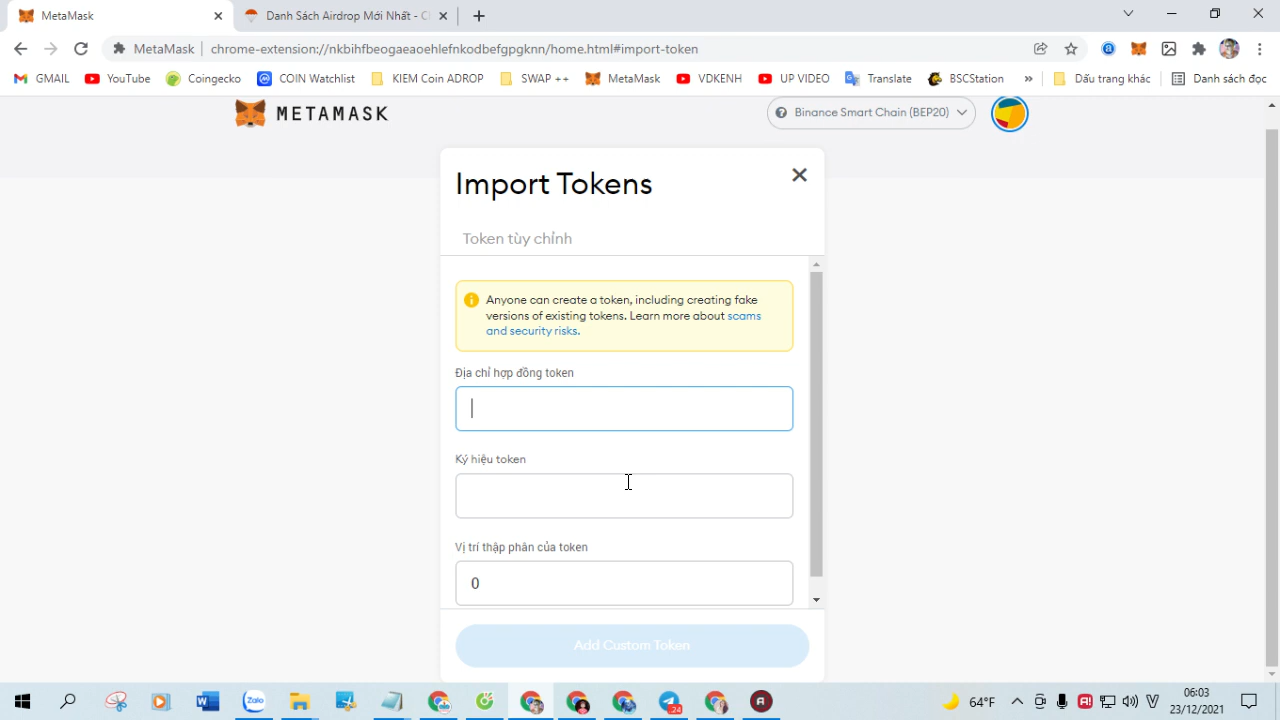 MetaMask
Danh Sách Airdrop Mới Nhất - C
MetaMask
chrome-extension://nkbihfbeogaeaoehlefnkodbefgpgknn/home.html#import-token
GMAIL
YouTube
Coingecko
COIN Watchlist
KIEM Coin ADROP
SWAP ++
MetaMask
VDKENH
UP VIDEO
Translate
BSCStation
»
Dấu trang khác
Danh sách đọc
METAMASK
Binance Smart Chain (BEP20)
Import Tokens
Token tùy chỉnh
Anyone can create a token, including creating fake
versions of existing tokens. Learn more about scams
and security risks.
Địa chỉ hợp đồng token
Ký hiệu token
Vị trí thập phân của token
0
Add Custom Token
Zalo
24
64°F
06:03
23/12/2021